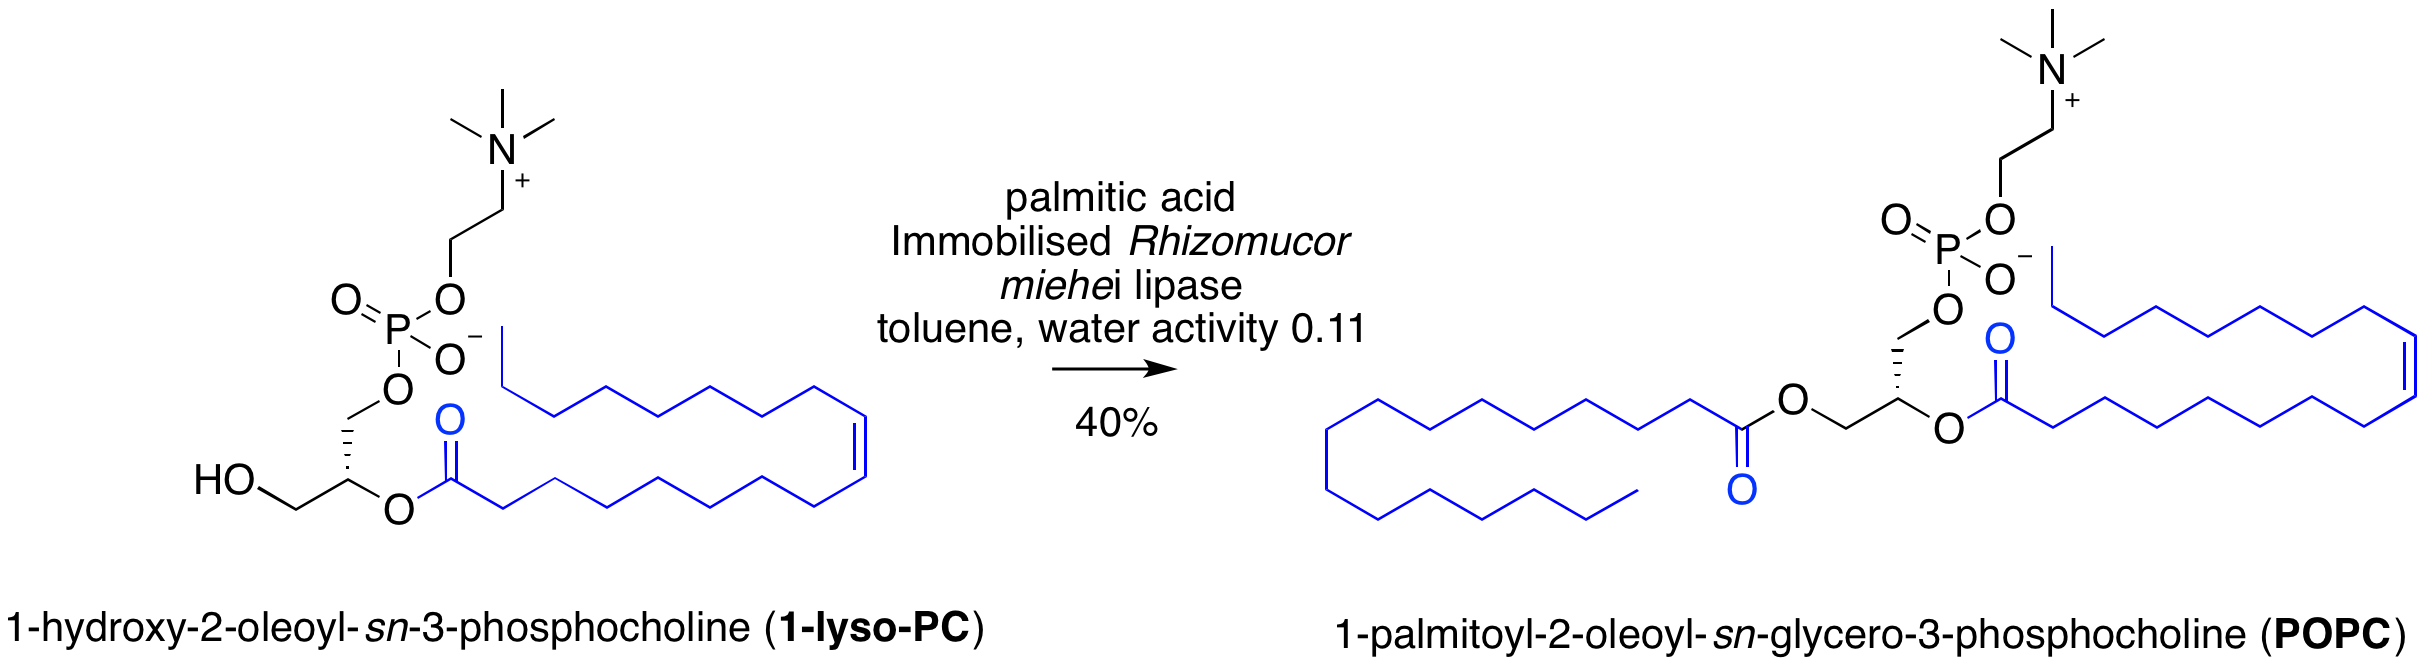 N
+
O
O
P
O
−
O
O
HO
O
palmitic acid
Immobilised Rhizomucor
miehei lipase
toluene, water activity 0.11
40%
N
+
O
O
P
O
−
O
O
O
O
O
1-hydroxy-2-oleoyl-sn-3-phosphocholine (1-lyso-PC)
1-palmitoyl-2-oleoyl-sn-glycero-3-phosphocholine (POPC)